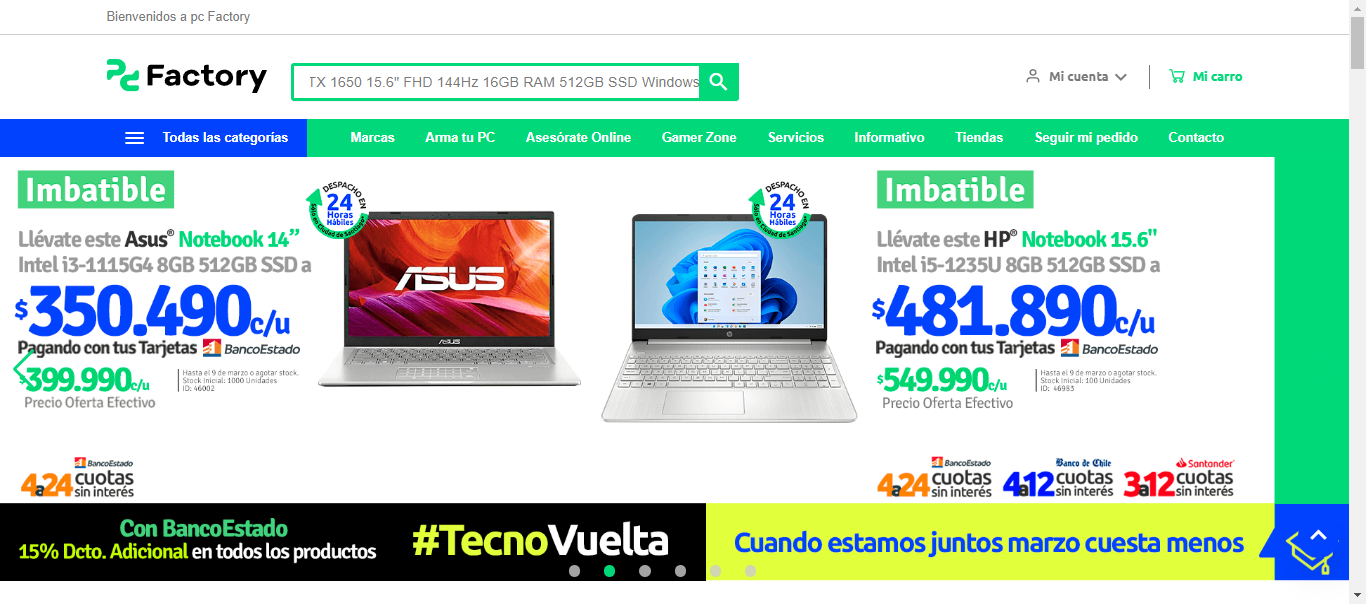 Bienvenidos a pc Factory
pc Factory
TX 1650 15.6" FHD 144Hz 16GB RAM 512GB SSD Windows
Mi cuenta
Mi carro
Todas las categorías
Marcas
Arma tu PC
Asesórate Online
Gamer Zone
Servicios
Informativo
Tiendas
Seguir mi pedido
Contacto
Imbatible
Llévate este Asus® Notebook 14”
Intel i3-1115G4 8GB 512GB SSD a
$350.490c/u
Pagando con tus Tarjetas BancoEstado
$399.990c/u
Precio Oferta Efectivo
Hasta el 9 de marzo o agotar stock.
Stock Inicial: 1000 Unidades
ID: 46002
BancoEstado
4a24 cuotas
sin interés
DESPACHO EN
24
Horas
Hábiles
Sólo en Ciudad de Santiago
ASUS
ASUS
DESPACHO EN
24
Horas
Hábiles
Sólo en Ciudad de Santiago
hp
Imbatible
Llévate este HP® Notebook 15.6"
Intel i5-1235U 8GB 512GB SSD a
$481.890c/u
Pagando con tus Tarjetas BancoEstado
$549.990c/u
Precio Oferta Efectivo
Hasta el 9 de marzo o agotar stock.
Stock Inicial: 100 Unidades
ID: 46983
BancoEstado
4a24 cuotas
sin interés
Banco de Chile
4a12 cuotas
sin interés
Santander
3a12 cuotas
sin interés
Con BancoEstado
15% Dcto. Adicional en todos los productos
#TecnoVuelta
Cuando estamos juntos marzo cuesta menos